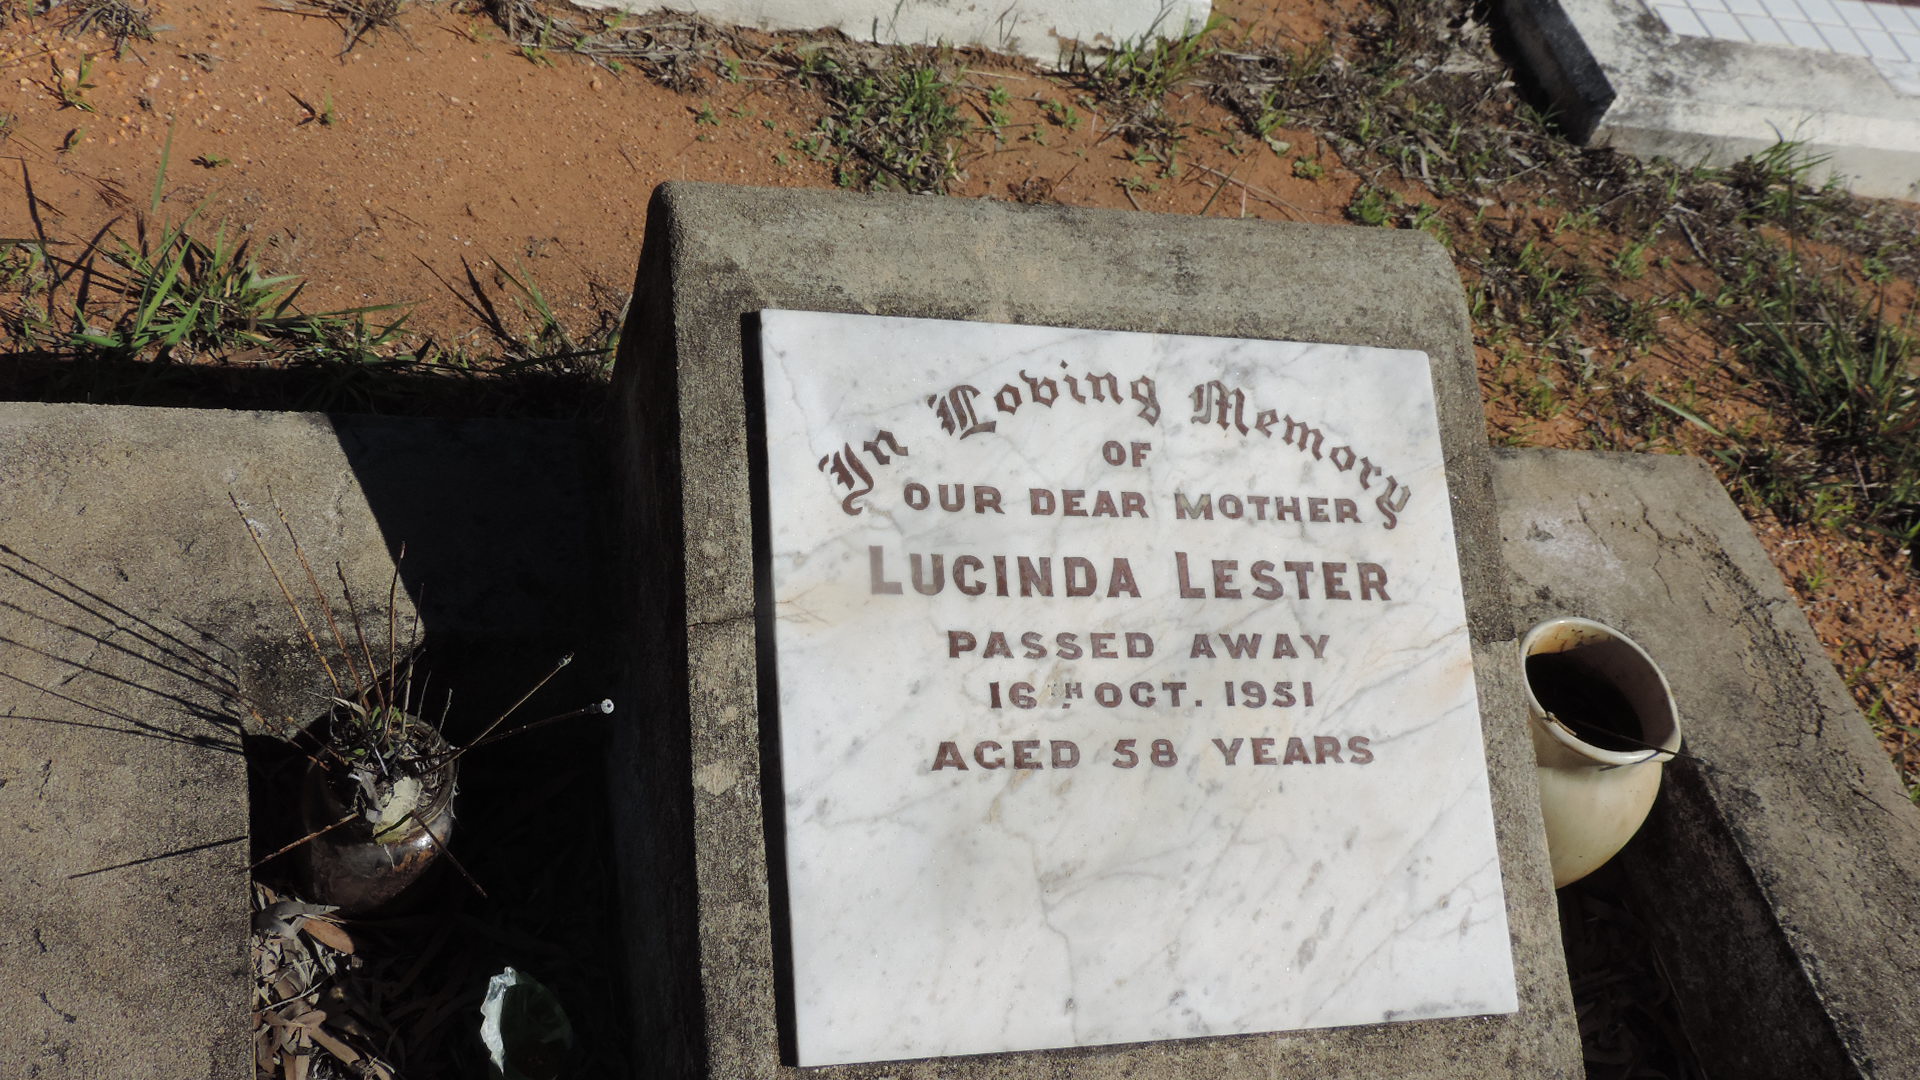 In Loving Memory
OF
OUR DEAR MOTHER
LUCINDA LESTER
PASSED AWAY
16TH OCT. 1951
AGED 58 YEARS